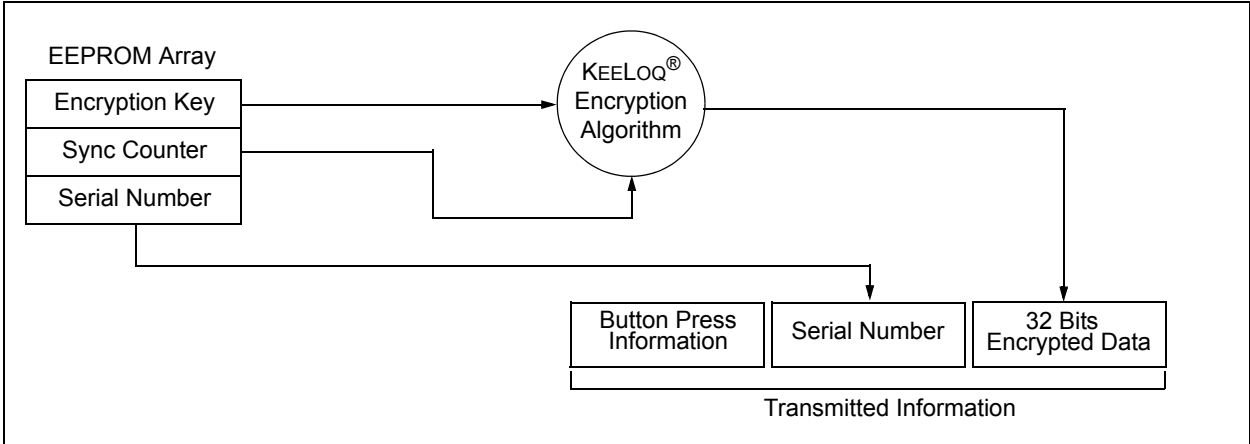 EEPROM Array
Encryption Key
Sync Counter
Serial Number
KEELOQ®
Encryption
Algorithm
Button Press
Information
Serial Number
32 Bits
Encrypted Data
Transmitted Information